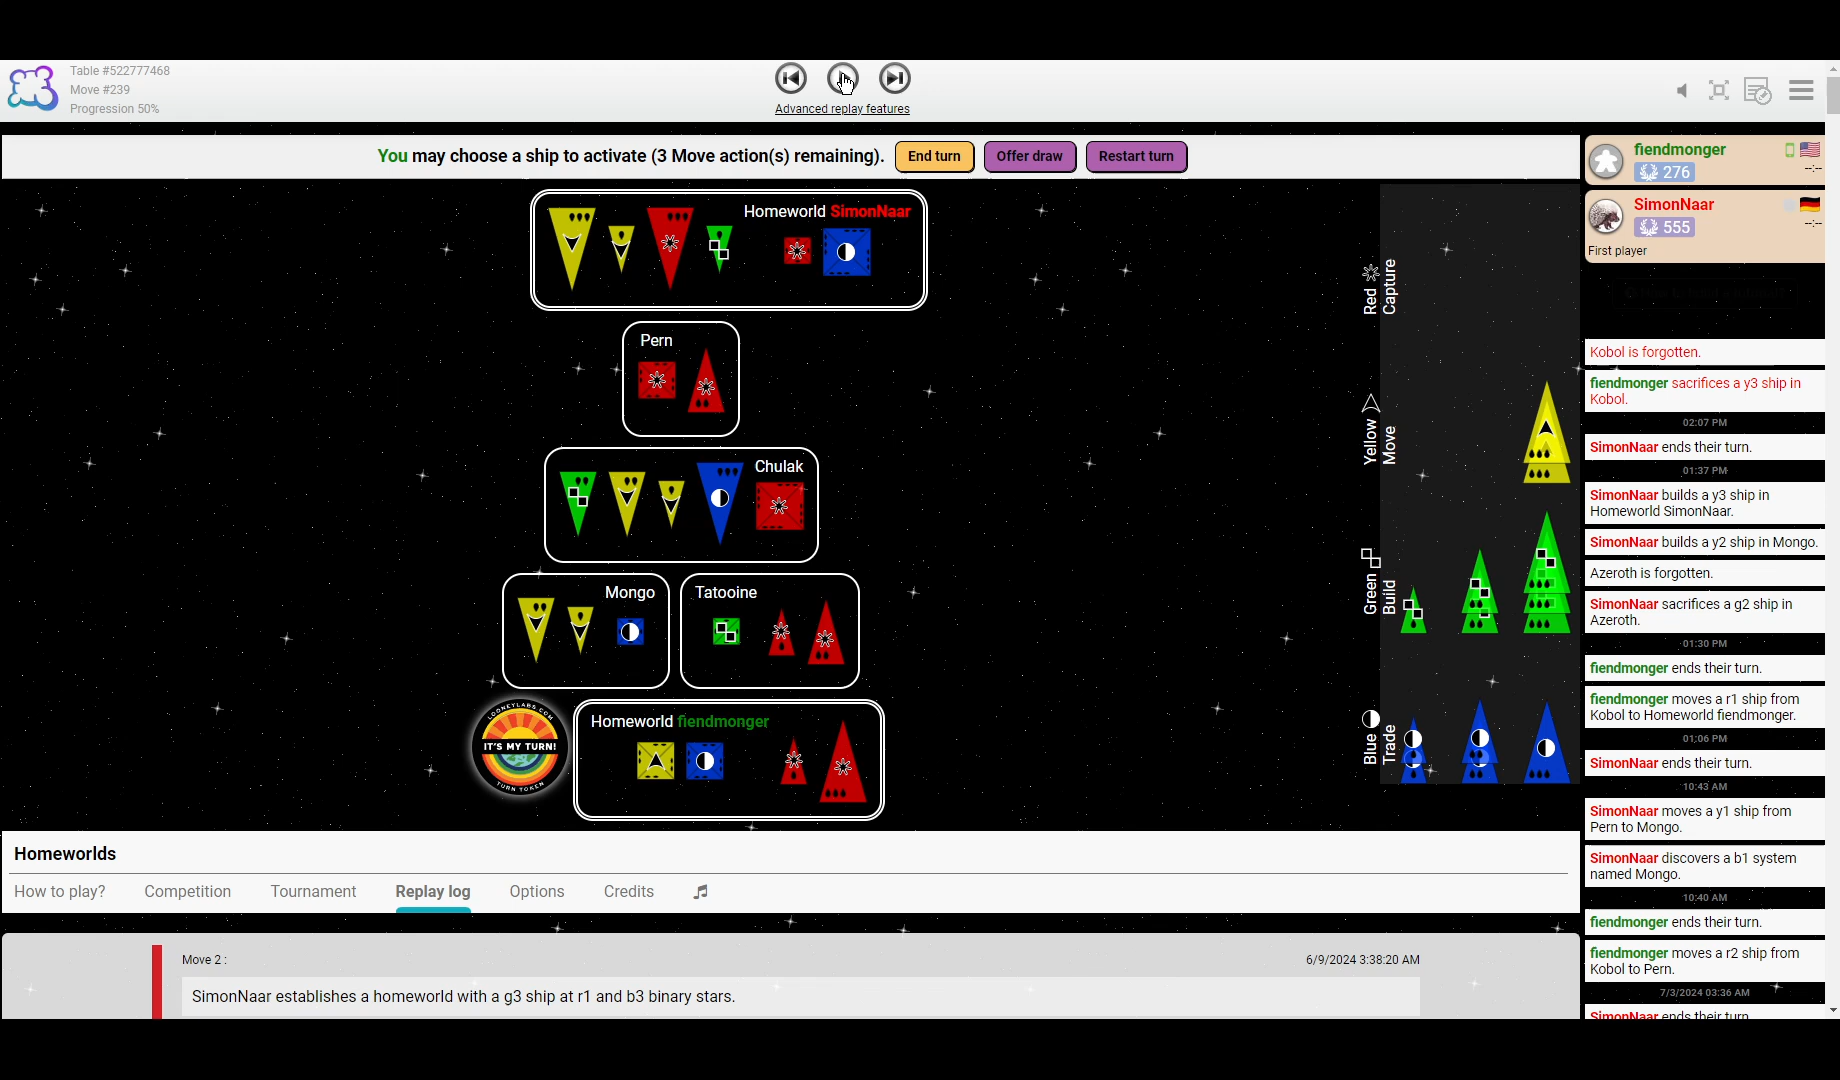 Table #522777468
Move #239
Progression 50%
Advanced replay features
You may choose a ship to activate (3 Move action(s) remaining).
End turn
Offer draw
Restart turn
Homeworld SimonNaar
Pern
Chulak
Mongo
Tatooine
LOONEYLABS.COM
IT'S MY TURN!
TURN TOKEN
Homeworld fiendmonger
Red
Capture
Yellow
Move
Green
Build
Blue
Trade
fiendmonger
276
--:--
SimonNaar
555
--:--
First player
Kobol is forgotten.
fiendmonger sacrifices a y3 ship in
Kobol.
02:07 PM
SimonNaar ends their turn.
01:37 PM
SimonNaar builds a y3 ship in
Homeworld SimonNaar.
SimonNaar builds a y2 ship in Mongo.
Azeroth is forgotten.
SimonNaar sacrifices a g2 ship in
Azeroth.
01:30 PM
fiendmonger ends their turn.
fiendmonger moves a r1 ship from
Kobol to Homeworld fiendmonger.
01:06 PM
SimonNaar ends their turn.
10:43 AM
SimonNaar moves a y1 ship from
Pern to Mongo.
SimonNaar discovers a b1 system
named Mongo.
10:40 AM
fiendmonger ends their turn.
fiendmonger moves a r2 ship from
Kobol to Pern.
7/3/2024 03:36 AM
SimonNaar ends their turn
Homeworlds
How to play?
Competition
Tournament
Replay log
Options
Credits
Move 2 :
6/9/2024 3:38:20 AM
SimonNaar establishes a homeworld with a g3 ship at r1 and b3 binary stars.